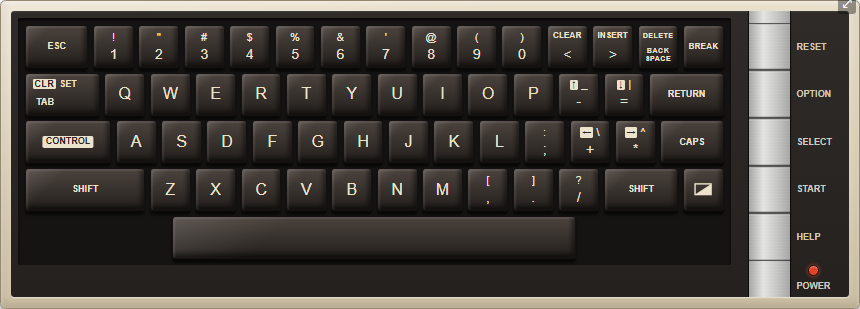 ESC ! 1 " 2 # 3 $ 4 % 5 & 6 ' 7 @ 8 ( 9 ) 0 CLEAR < INSERT > DELETE BACK SPACE BREAK
RESET
CLR SET TAB Q W E R T Y U I O P ↑ _ - ↓ | = RETURN
OPTION
CONTROL A S D F G H J K L : ; ← \ + → ^ * CAPS
SELECT
SHIFT Z X C V B N M [ , ] . ? / SHIFT
START
HELP
POWER